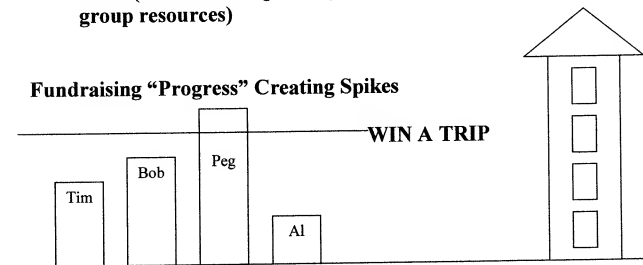 group resources)
Fundraising “Progress” Creating Spikes
WIN A TRIP
Peg
Bob
Tim
Al